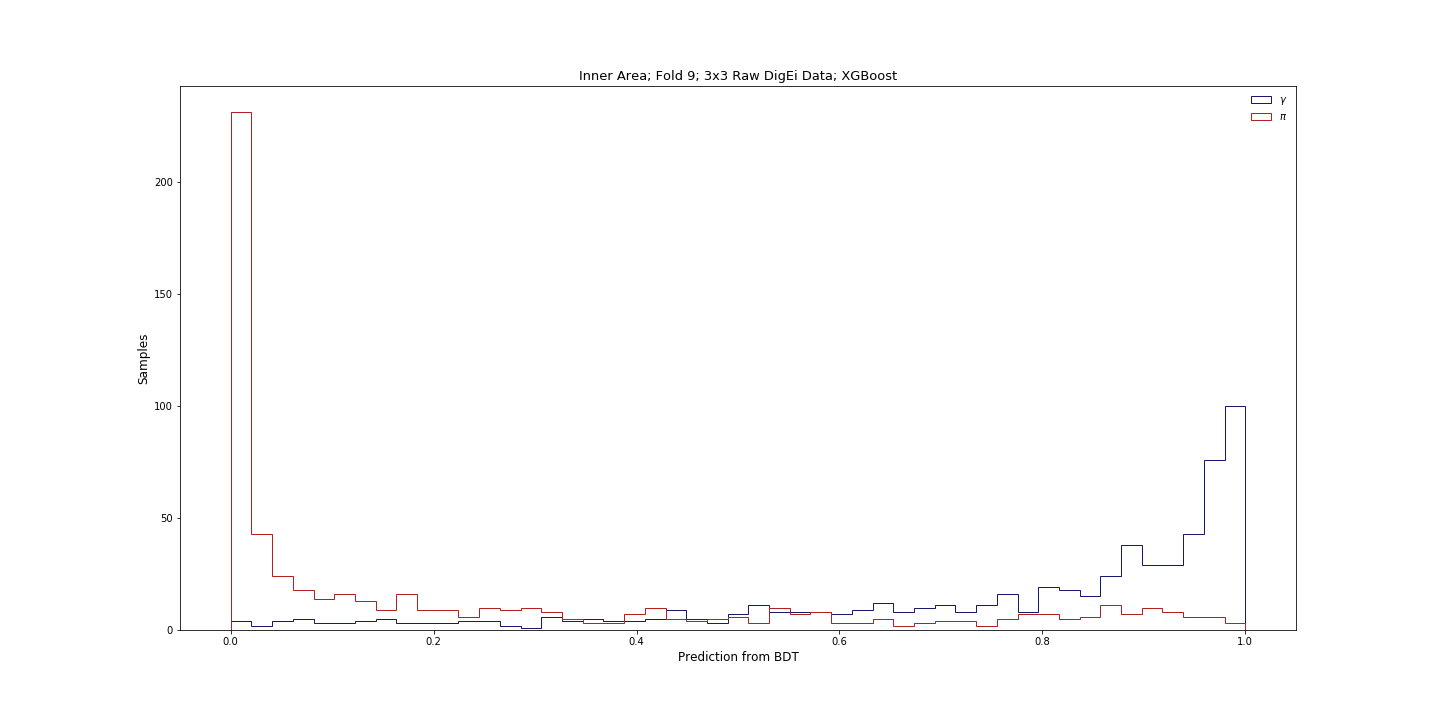 Inner Area; Fold 9; 3x3 Raw DigEi Data; XGBoost
γ
π
200
150
100
50
0
Samples
0.0 0.2 0.4 0.6 0.8 1.0
Prediction from BDT